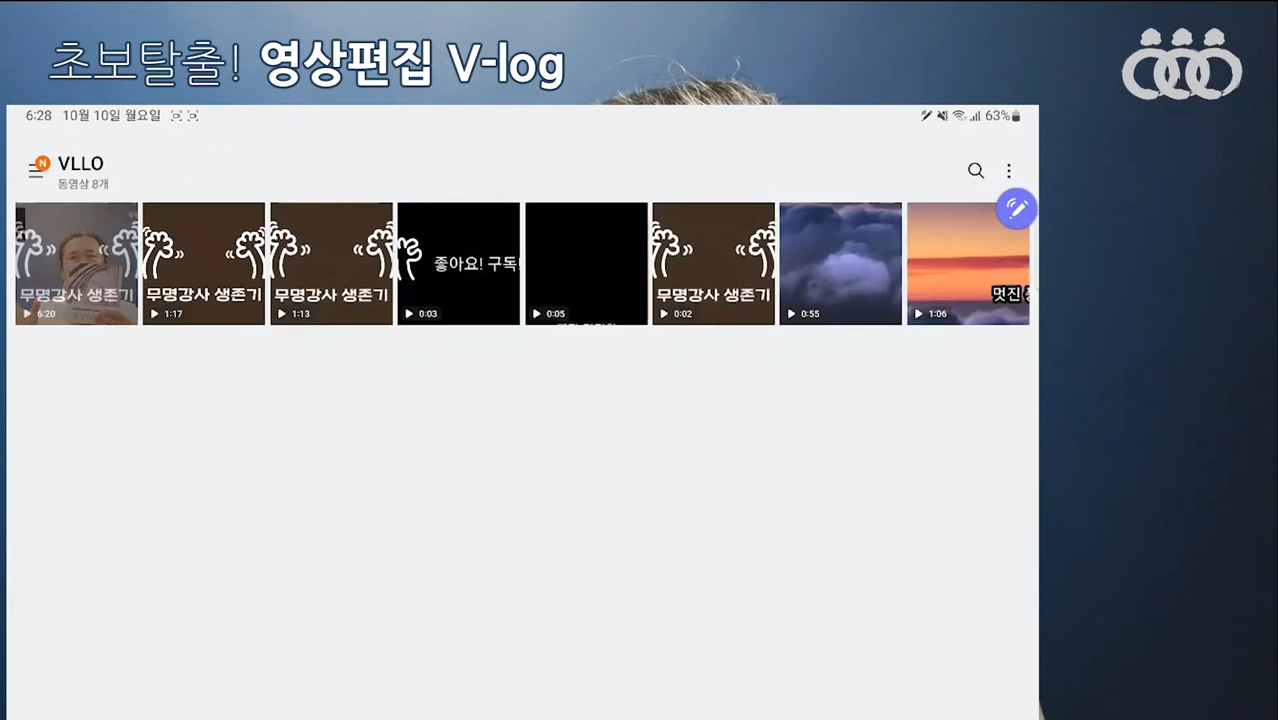 초보탈출! 영상편집 V-log
6:28 10월 10일 월요일
63%
N
VLLO
동영상 8개
무명강사 생존기
6:20
무명강사 생존기
1:17
무명강사 생존기
1:13
좋아요! 구독!
0:03
0:05
무명강사 생존기
0:02
0:55
멋진
1:06